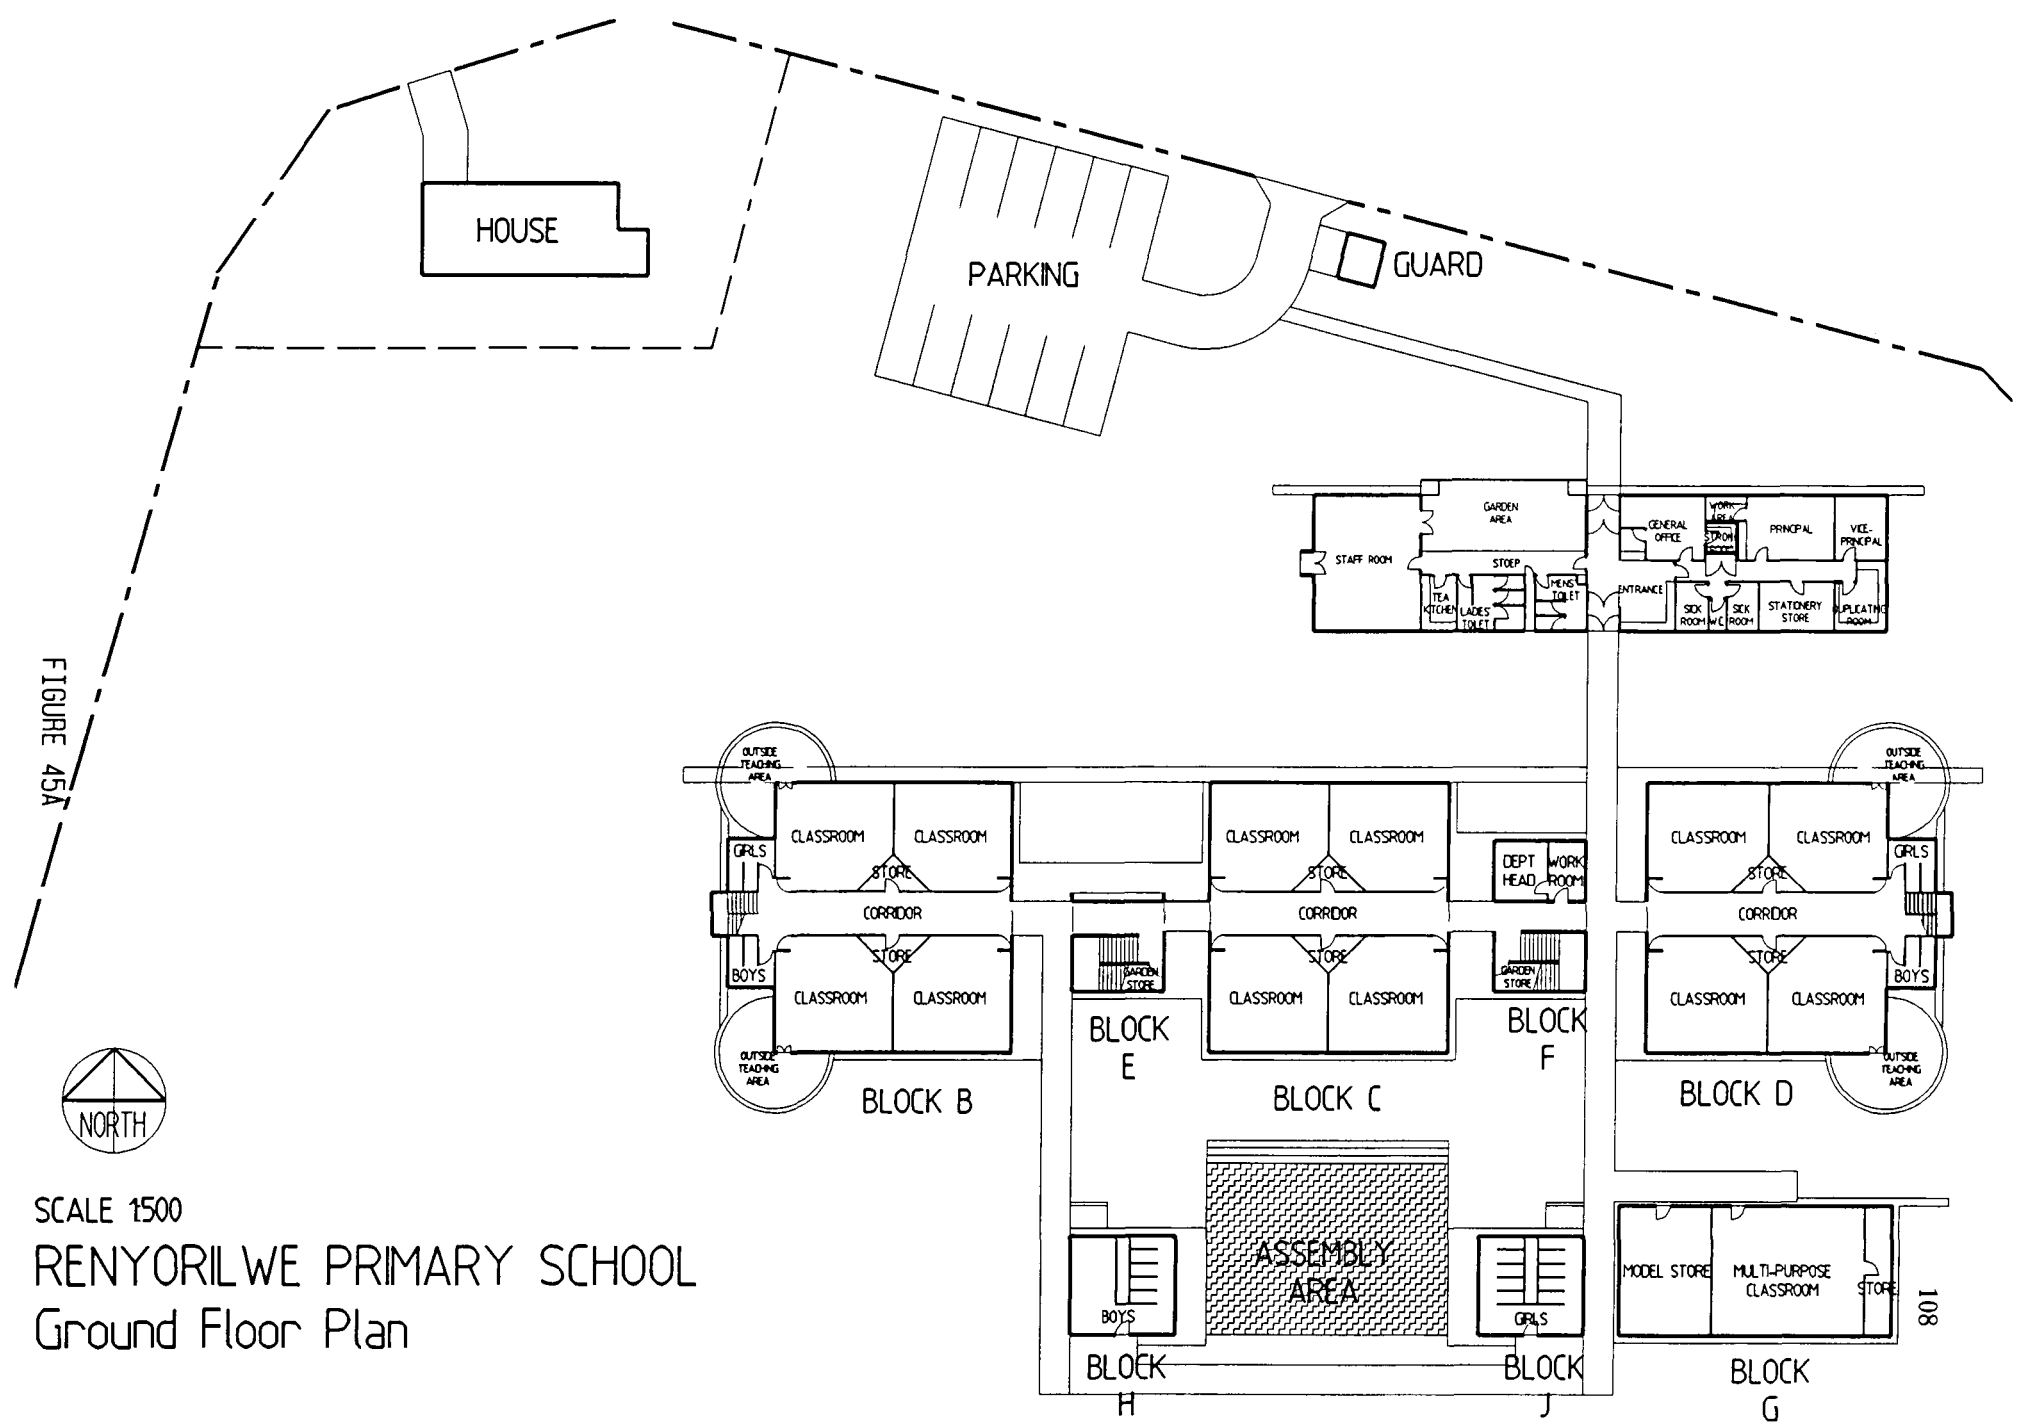 HOUSE
PARKING
GUARD
GARDEN
AREA
STAFF ROOM
STOEP
TEA
KITCHEN
LADIES'
TOILET
MENS'
TOILET
ENTRANCE
GENERAL
OFFICE
WORK
AREA
STRONG
PRINCIPAL
VICE-
PRINCIPAL
SICK
ROOM
WC
SICK
ROOM
STATIONERY
STORE
DUPLICATING
ROOM
FIGURE 45A
OUTSIDE
TEACHING
AREA
OUTSIDE
TEACHING
AREA
CLASSROOM
CLASSROOM
CLASSROOM
CLASSROOM
CLASSROOM
CLASSROOM
GIRLS
STORE
STORE
DEPT
HEAD
WORK
ROOM
STORE
GIRLS
CORRIDOR
CORRIDOR
CORRIDOR
BOYS
STORE
GARDEN
STORE
STORE
GARDEN
STORE
STORE
BOYS
CLASSROOM
CLASSROOM
CLASSROOM
CLASSROOM
CLASSROOM
CLASSROOM
OUTSIDE
TEACHING
AREA
OUTSIDE
TEACHING
AREA
BLOCK
E
BLOCK
F
BLOCK B
BLOCK C
BLOCK D
NORTH
SCALE 1:500
RENYORILWE PRIMARY SCHOOL
Ground Floor Plan
ASSEMBLY
AREA
BOYS
GIRLS
MODEL STORE
MULTI-PURPOSE
CLASSROOM
STORE
BLOCK
H
BLOCK
J
BLOCK
G
108